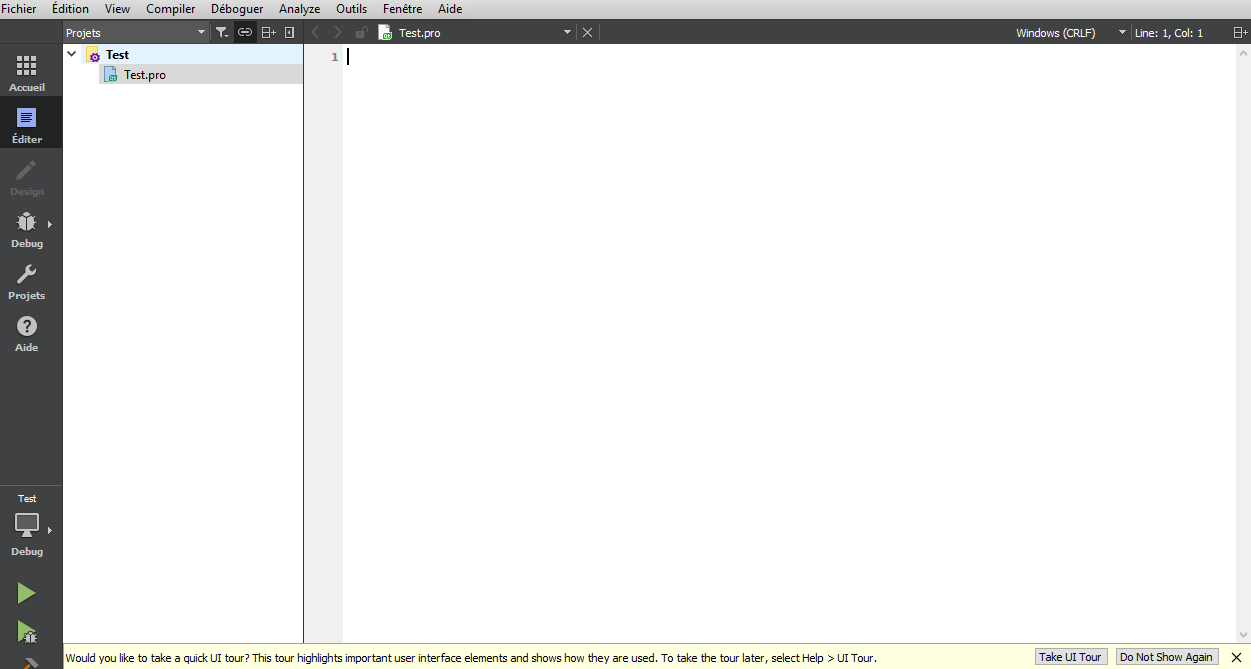 Fichier Édition View Compiler Déboguer Analyze Outils Fenêtre Aide
Projets Test.pro Windows (CRLF) Line: 1, Col: 1
Test
Test.pro
1
Accueil
Éditer
Design
Debug
Projets
Aide
Test
Debug
Would you like to take a quick UI tour? This tour highlights important user interface elements and shows how they are used. To take the tour later, select Help > UI Tour. Take UI Tour Do Not Show Again